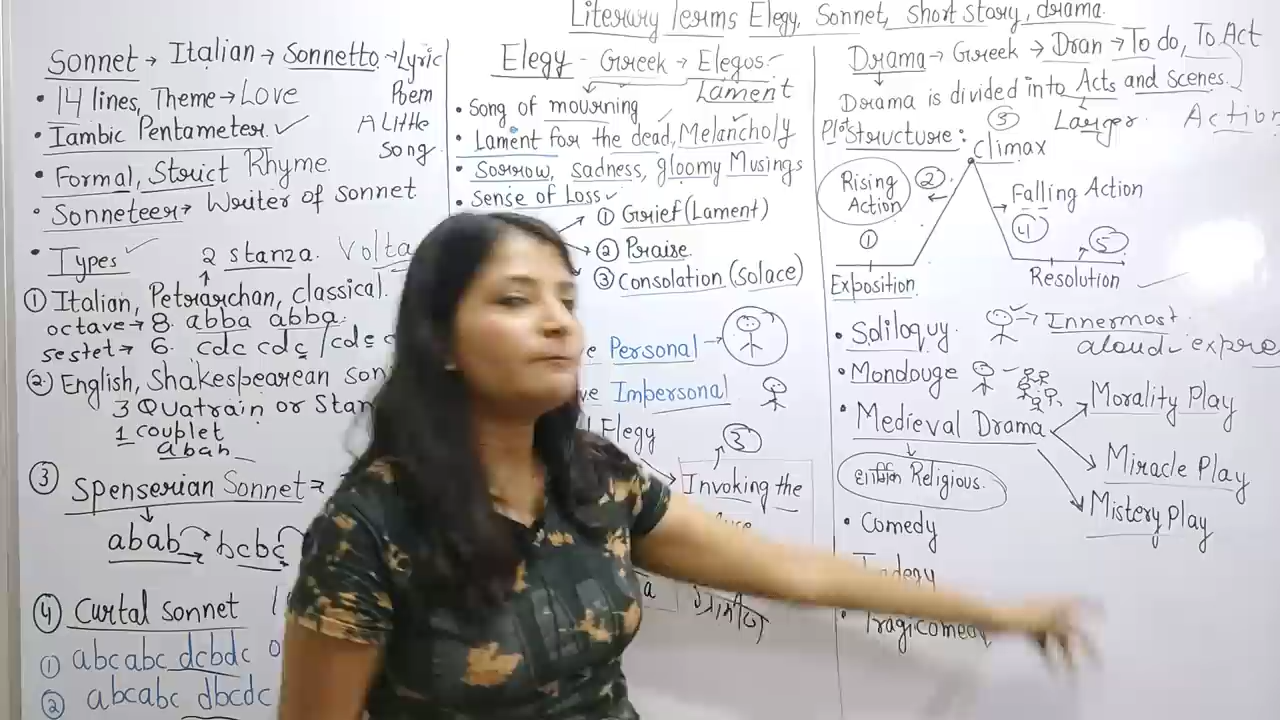 Literary Terms Elegy, Sonnet, short story, drama.
Sonnet → Italian → Sonnetto → Lyric
Poem
A Little
Song
• 14 lines, Theme → Love
• Iambic Pentameter
• Formal, Strict Rhyme
• Sonneteer → Writer of sonnet
• Types
2 stanza. Volta
① Italian, Petrarchan, classical.
octave → 8. abba abba.
sestet → 6. cdc cdc / cde c
② English, Shakespearean son
3 Quatrain or Stan
1 couplet
abab
③ Spenserian Sonnet
abab bcbc
④ Curtal sonnet
① abcabc dcbdc o
② abcabc dbcdc
Elegy - Greek → Elegos
Lament
• Song of mourning
• Lament for the dead, Melancholy
• Sorrow, sadness, gloomy Musings
• Sense of Loss
① Grief (Lament)
② Praise
③ Consolation (Solace)
e Personal →
ve Impersonal
l Elegy
③
Invoking the
a
Drama → Greek → Dran → To do, To Act
Drama is divided into Acts and Scenes.
Larger. Action
Plot structure:
③
climax
Rising
Action
②
Falling Action
④
①
⑤
Exposition
Resolution
• Soliloquy → Innermost
aloud expre
• Mondouge
• Medieval Drama
Morality Play
Miracle Play
Mistery Play
धार्मिक Religious.
• Comedy
Tradegy
• Tragicomedy